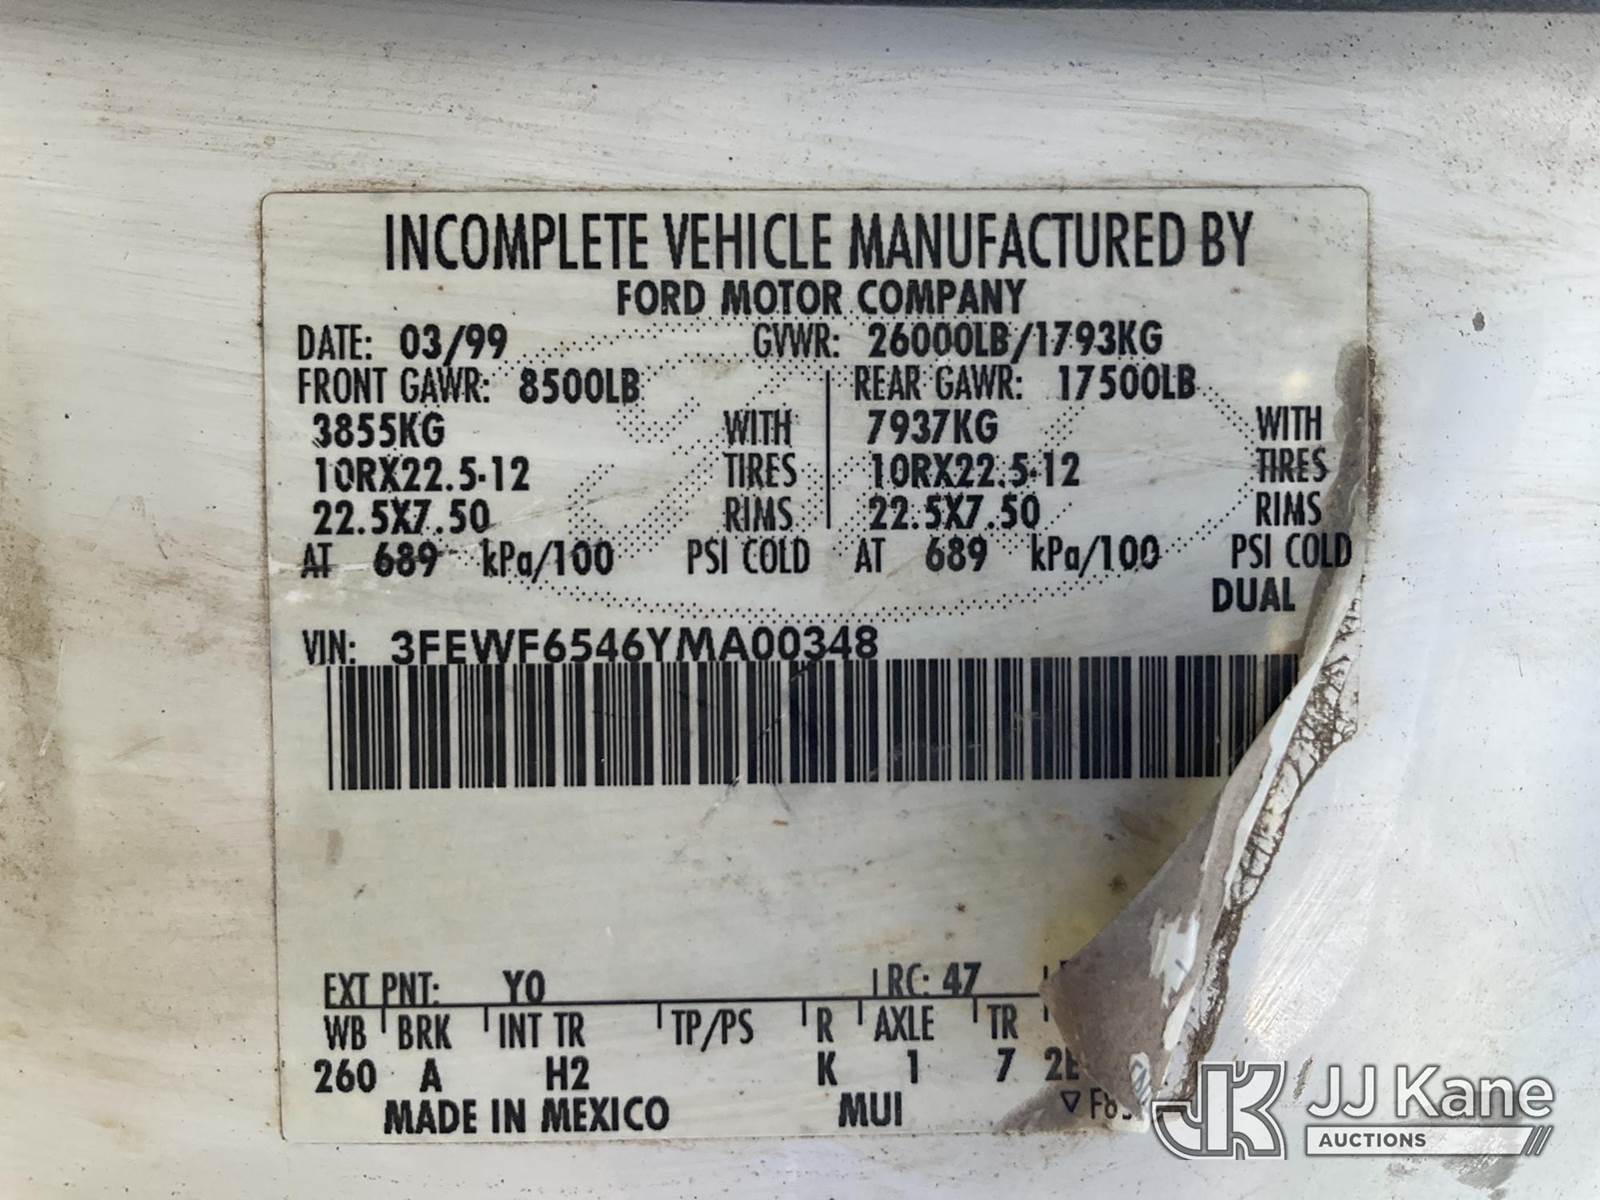 INCOMPLETE VEHICLE MANUFACTURED BY
FORD MOTOR COMPANY
DATE: 03/99 GVWR: 26000LB/1793KG
FRONT GAWR: 8500LB REAR GAWR: 17500LB
3855KG WITH 7937KG WITH
10RX22.5-12 TIRES 10RX22.5-12 TIRES
22.5X7.50 RIMS 22.5X7.50 RIMS
AT 689 kPa/100 PSI COLD AT 689 kPa/100 PSI COLD
DUAL
VIN: 3FEWF6546YMA00348
EXT PNT: Y0 RC: 47
WB BRK INT TR TP/PS R AXLE TR
260 A H2 K 1 7
MADE IN MEXICO MUI
JJ Kane
AUCTIONS